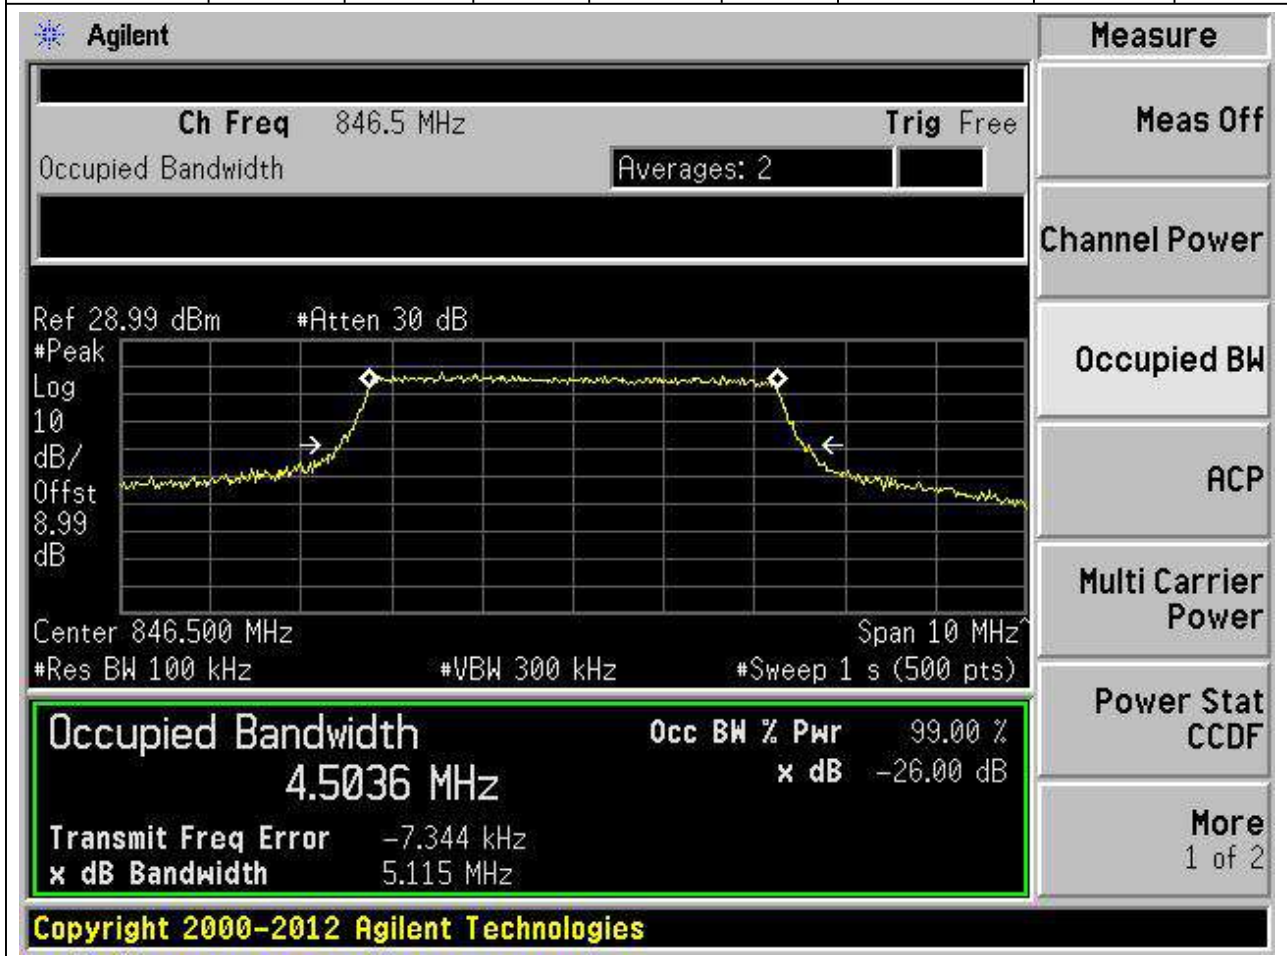 Agilent
Measure
Ch Freq 846.5 MHz Trig Free
Occupied Bandwidth Averages: 2
Meas Off
Channel Power
Occupied BW
ACP
Multi Carrier
Power
Power Stat
CCDF
More
1 of 2
Ref 28.99 dBm #Atten 30 dB
#Peak
Log
10
dB/
Offst
8.99
dB
Center 846.500 MHz Span 10 MHz^
#Res BW 100 kHz #VBW 300 kHz #Sweep 1 s (500 pts)
Occupied Bandwidth Occ BW % Pwr 99.00 %
4.5036 MHz x dB -26.00 dB
Transmit Freq Error -7.344 kHz
x dB Bandwidth 5.115 MHz
Copyright 2000-2012 Agilent Technologies